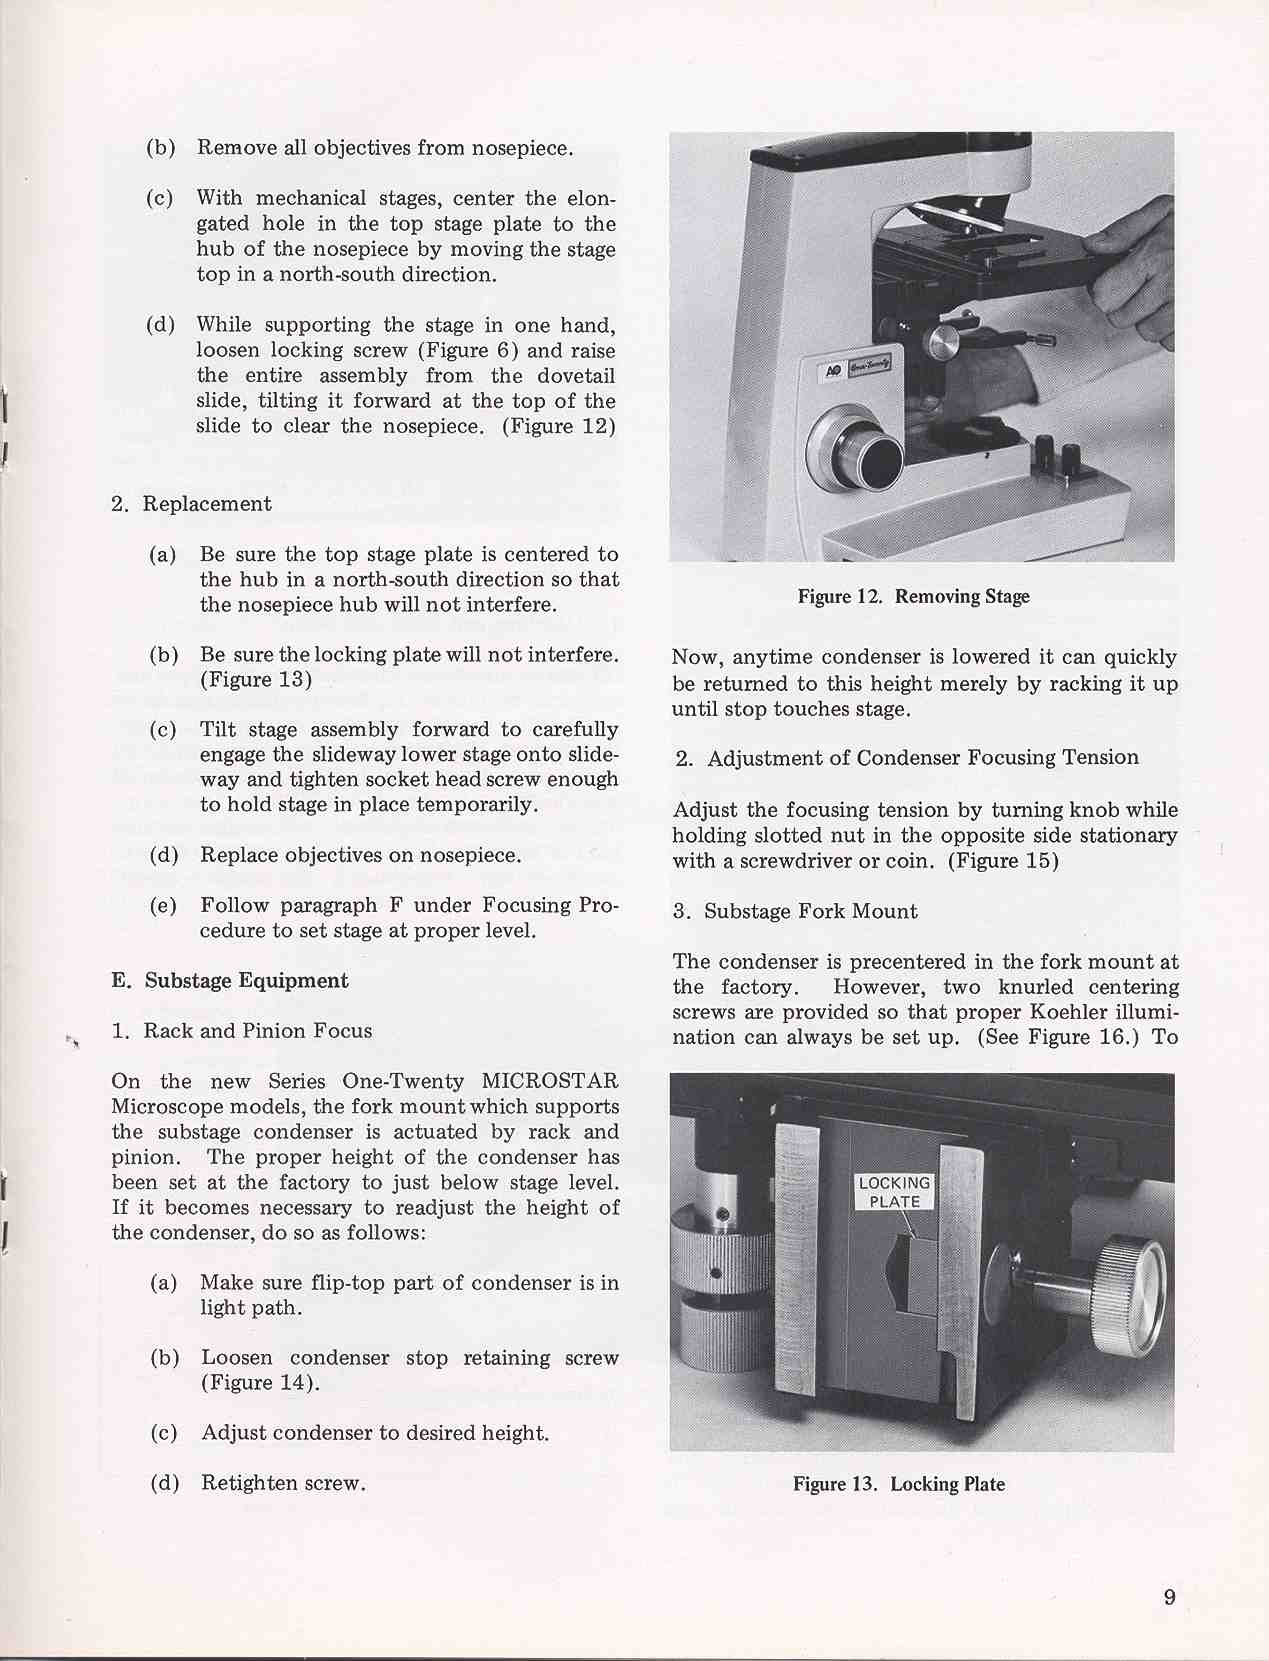 (b) Remove all objectives from nosepiece.
(c) With mechanical stages, center the elon-
gated hole in the top stage plate to the
hub of the nosepiece by moving the stage
top in a north-south direction.
(d) While supporting the stage in one hand,
loosen locking screw (Figure 6) and raise
the entire assembly from the dovetail
slide, tilting it forward at the top of the
slide to clear the nosepiece. (Figure 12)
2. Replacement
(a) Be sure the top stage plate is centered to
the hub in a north-south direction so that
the nosepiece hub will not interfere.
(b) Be sure the locking plate will not interfere.
(Figure 13)
(c) Tilt stage assembly forward to carefully
engage the slideway lower stage onto slide-
way and tighten socket head screw enough
to hold stage in place temporarily.
(d) Replace objectives on nosepiece.
(e) Follow paragraph F under Focusing Pro-
cedure to set stage at proper level.
E. Substage Equipment
1. Rack and Pinion Focus
On the new Series One-Twenty MICROSTAR
Microscope models, the fork mount which supports
the substage condenser is actuated by rack and
pinion. The proper height of the condenser has
been set at the factory to just below stage level.
If it becomes necessary to readjust the height of
the condenser, do so as follows:
(a) Make sure flip-top part of condenser is in
light path.
(b) Loosen condenser stop retaining screw
(Figure 14).
(c) Adjust condenser to desired height.
(d) Retighten screw.
AO One-Twenty
Figure 12. Removing Stage
Now, anytime condenser is lowered it can quickly
be returned to this height merely by racking it up
until stop touches stage.
2. Adjustment of Condenser Focusing Tension
Adjust the focusing tension by turning knob while
holding slotted nut in the opposite side stationary
with a screwdriver or coin. (Figure 15)
3. Substage Fork Mount
The condenser is precentered in the fork mount at
the factory. However, two knurled centering
screws are provided so that proper Koehler illumi-
nation can always be set up. (See Figure 16.) To
LOCKING
PLATE
Figure 13. Locking Plate
9